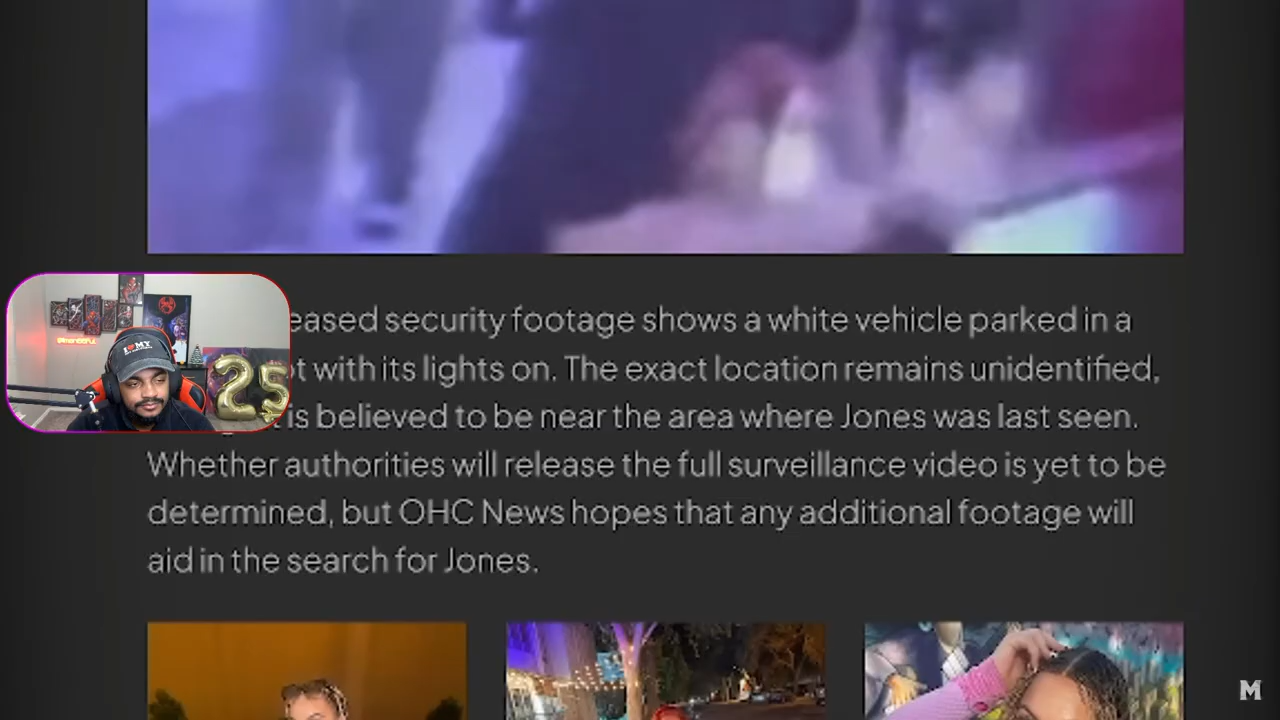 eased security footage shows a white vehicle parked in a
t with its lights on. The exact location remains unidentified,
is believed to be near the area where Jones was last seen.
Whether authorities will release the full surveillance video is yet to be
determined, but OHC News hopes that any additional footage will
aid in the search for Jones.
I MY
25
M